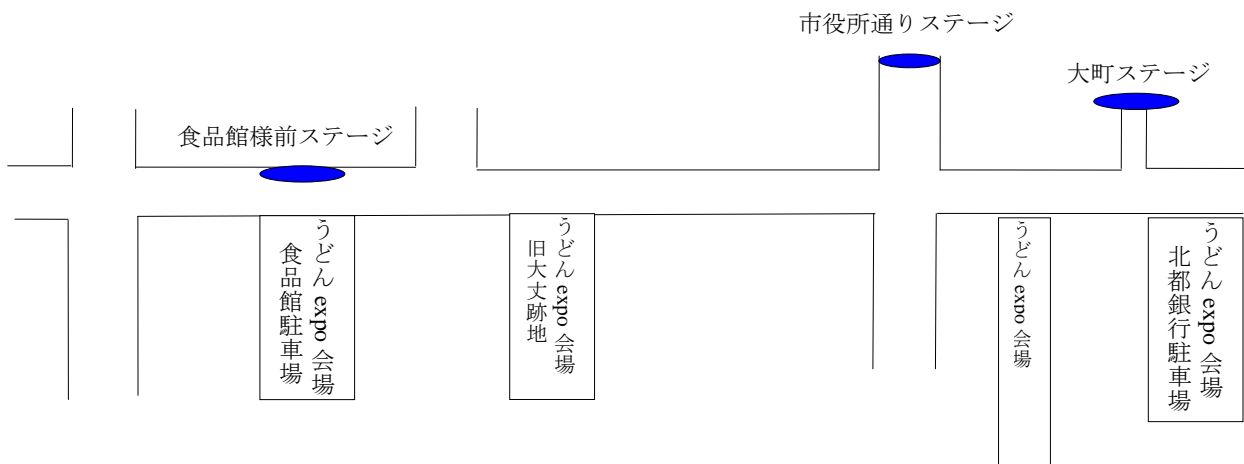 市役所通りステージ
大町ステージ
食品館様前ステージ
うどん expo 会場
食品館駐車場
うどん expo 会場
旧大丈跡地
うどん expo 会場
うどん expo 会場
北都銀行駐車場